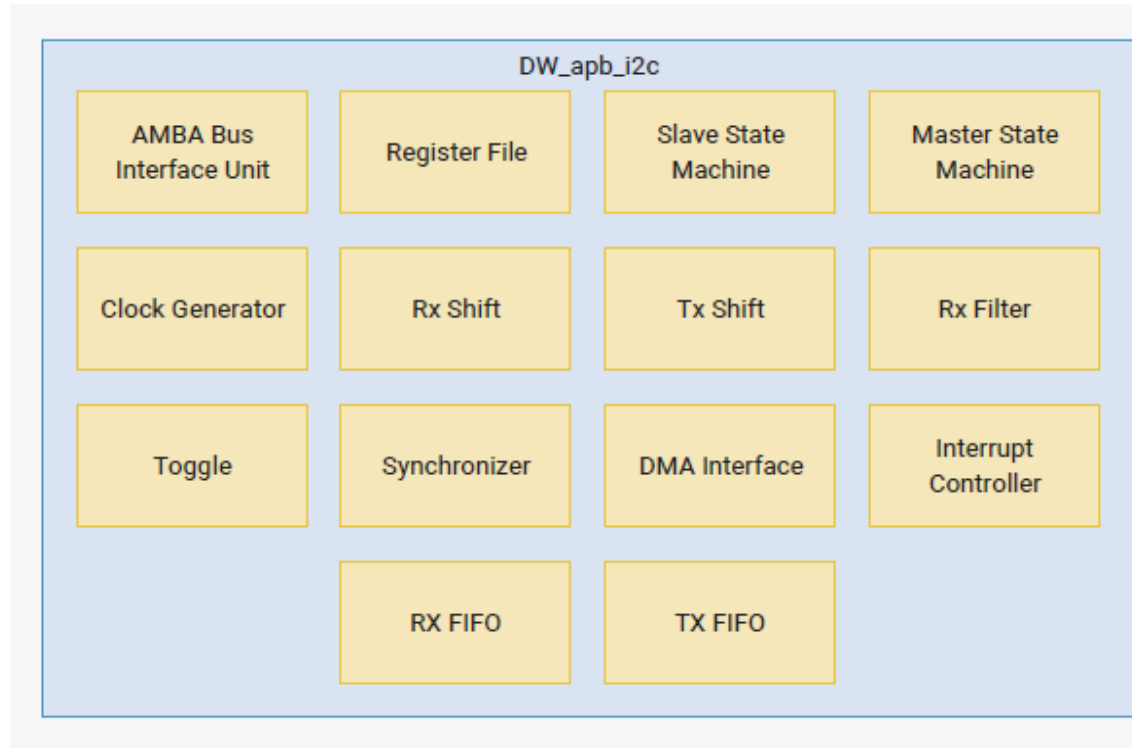 DW_apb_i2c
AMBA Bus
Interface Unit
Register File
Slave State
Machine
Master State
Machine
Clock Generator
Rx Shift
Tx Shift
Rx Filter
Toggle
Synchronizer
DMA Interface
Interrupt
Controller
RX FIFO
TX FIFO